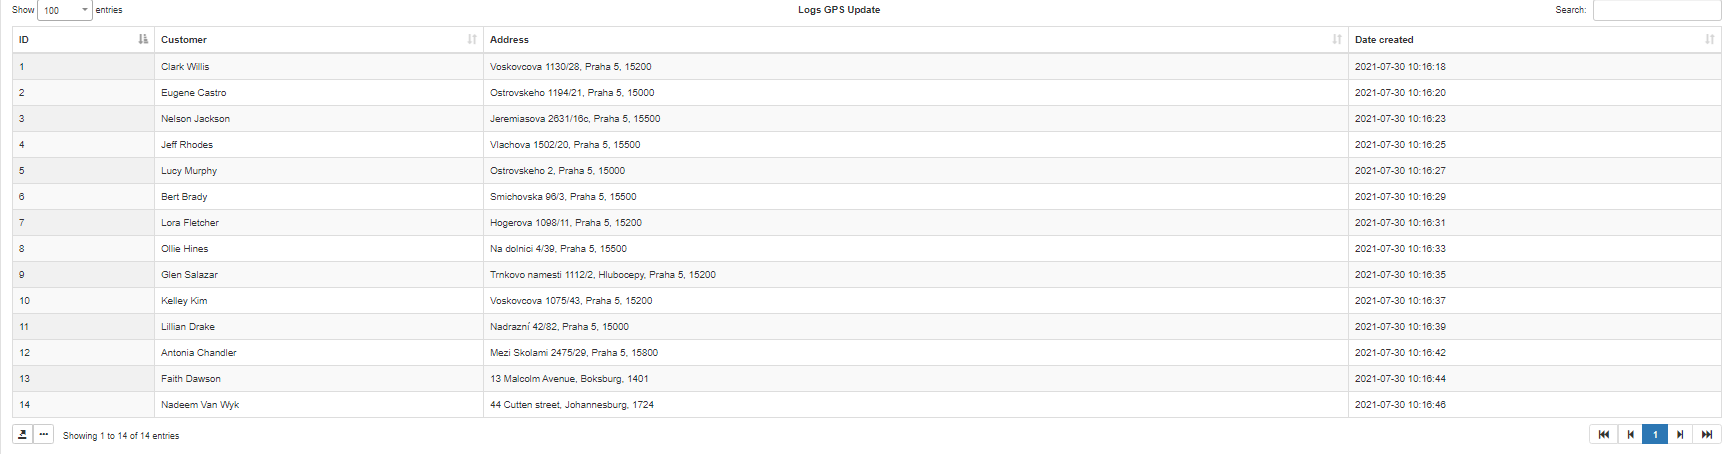 Show 100 entries Logs GPS Update Search:
ID Customer Address Date created
1 Clark Willis Voskovcova 1130/28, Praha 5, 15200 2021-07-30 10:16:18
2 Eugene Castro Ostrovskeho 1194/21, Praha 5, 15000 2021-07-30 10:16:20
3 Nelson Jackson Jeremiasova 2631/16c, Praha 5, 15500 2021-07-30 10:16:23
4 Jeff Rhodes Vlachova 1502/20, Praha 5, 15500 2021-07-30 10:16:25
5 Lucy Murphy Ostrovskeho 2, Praha 5, 15000 2021-07-30 10:16:27
6 Bert Brady Smichovska 96/3, Praha 5, 15500 2021-07-30 10:16:29
7 Lora Fletcher Hogerova 1098/11, Praha 5, 15200 2021-07-30 10:16:31
8 Ollie Hines Na dolnici 4/39, Praha 5, 15500 2021-07-30 10:16:33
9 Glen Salazar Trnkovo namesti 1112/2, Hlubocepy, Praha 5, 15200 2021-07-30 10:16:35
10 Kelley Kim Voskovcova 1075/43, Praha 5, 15200 2021-07-30 10:16:37
11 Lillian Drake Nadrazní 42/82, Praha 5, 15000 2021-07-30 10:16:39
12 Antonia Chandler Mezi Skolami 2475/29, Praha 5, 15800 2021-07-30 10:16:42
13 Faith Dawson 13 Malcolm Avenue, Boksburg, 1401 2021-07-30 10:16:44
14 Nadeem Van Wyk 44 Cutten street, Johannesburg, 1724 2021-07-30 10:16:46
Showing 1 to 14 of 14 entries 1